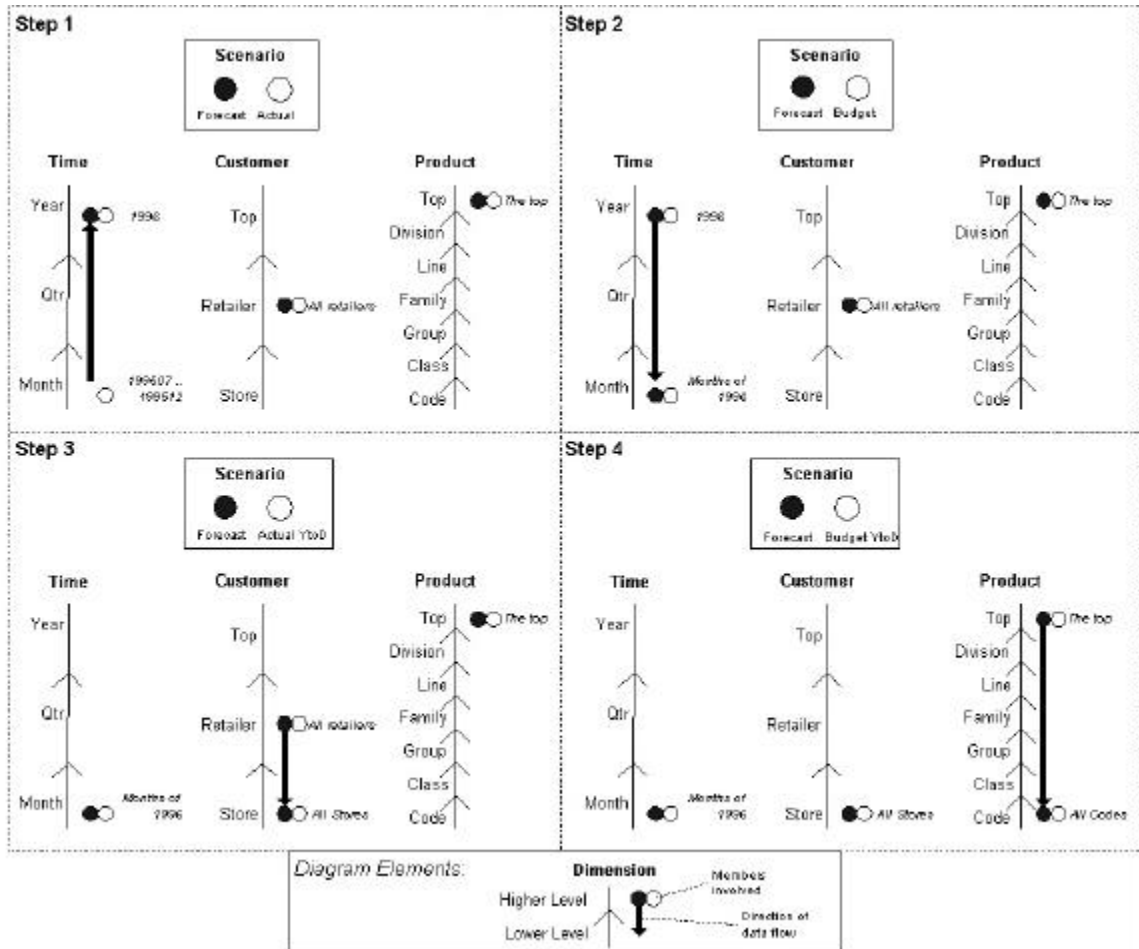 Step 1
Scenario
Forecast Actual
Time Customer Product
Year
1996
Qtr
Month
199607 ..
199612
Top
Retailer
All retailers
Store
Top
The top
Division
Line
Family
Group
Class
Code
Step 2
Scenario
Forecast Budget
Time Customer Product
Year
1996
Qtr
Month
Months of
1996
Top
Retailer
All retailers
Store
Top
The top
Division
Line
Family
Group
Class
Code
Step 3
Scenario
Forecast Actual YtoD
Time Customer Product
Year
Qtr
Month
Months of
1996
Top
Retailer
All retailers
Store
All Stores
Top
The top
Division
Line
Family
Group
Class
Code
Step 4
Scenario
Forecast Budget YtoD
Time Customer Product
Year
Qtr
Month
Months of
1996
Top
Retailer
Store
All Stores
Top
The top
Division
Line
Family
Group
Class
Code
All Codes
Diagram Elements:
Dimension
Higher Level
Lower Level
Members
involved
Direction of
data flow